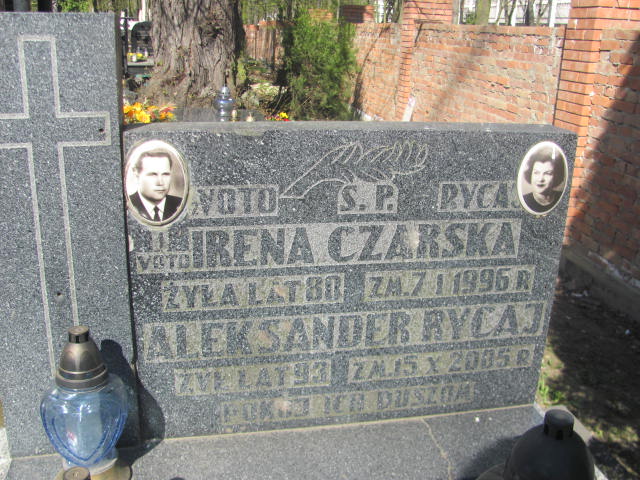 VOTO Ś.P. RYCAJ
VOTO IRENA CZARSKA
ŻYŁA LAT 80 ZM. 7 I 1996 R
ALEKSANDER RYCAJ
ŻYŁ LAT 93 ZM. 15 X 2005 R
POKÓJ ICH DUSZOM